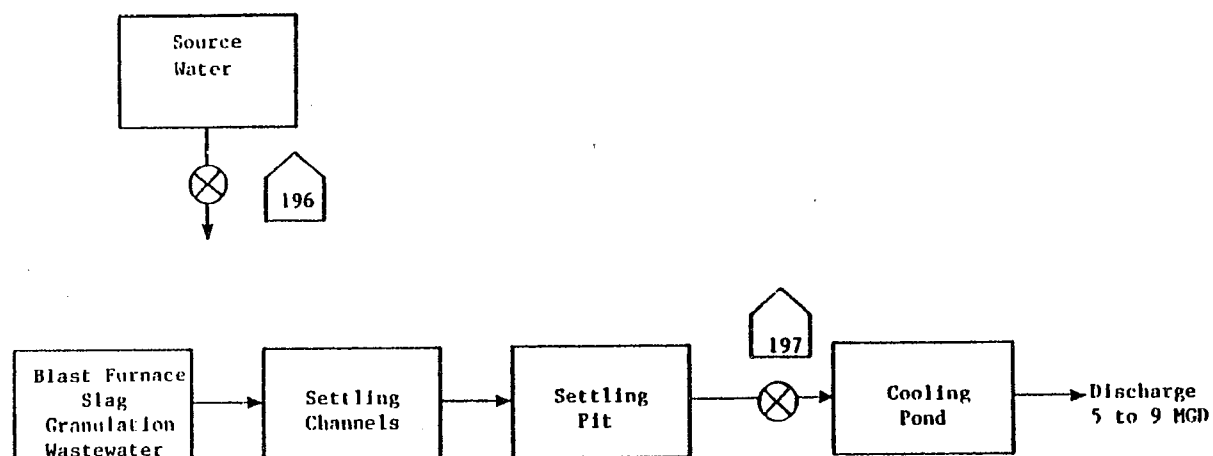 Source
Water
196
197
Blast Furnace
Slag
Granulation
Wastewater
Settling
Channels
Settling
Pit
Cooling
Pond
Discharge
5 to 9 MGD